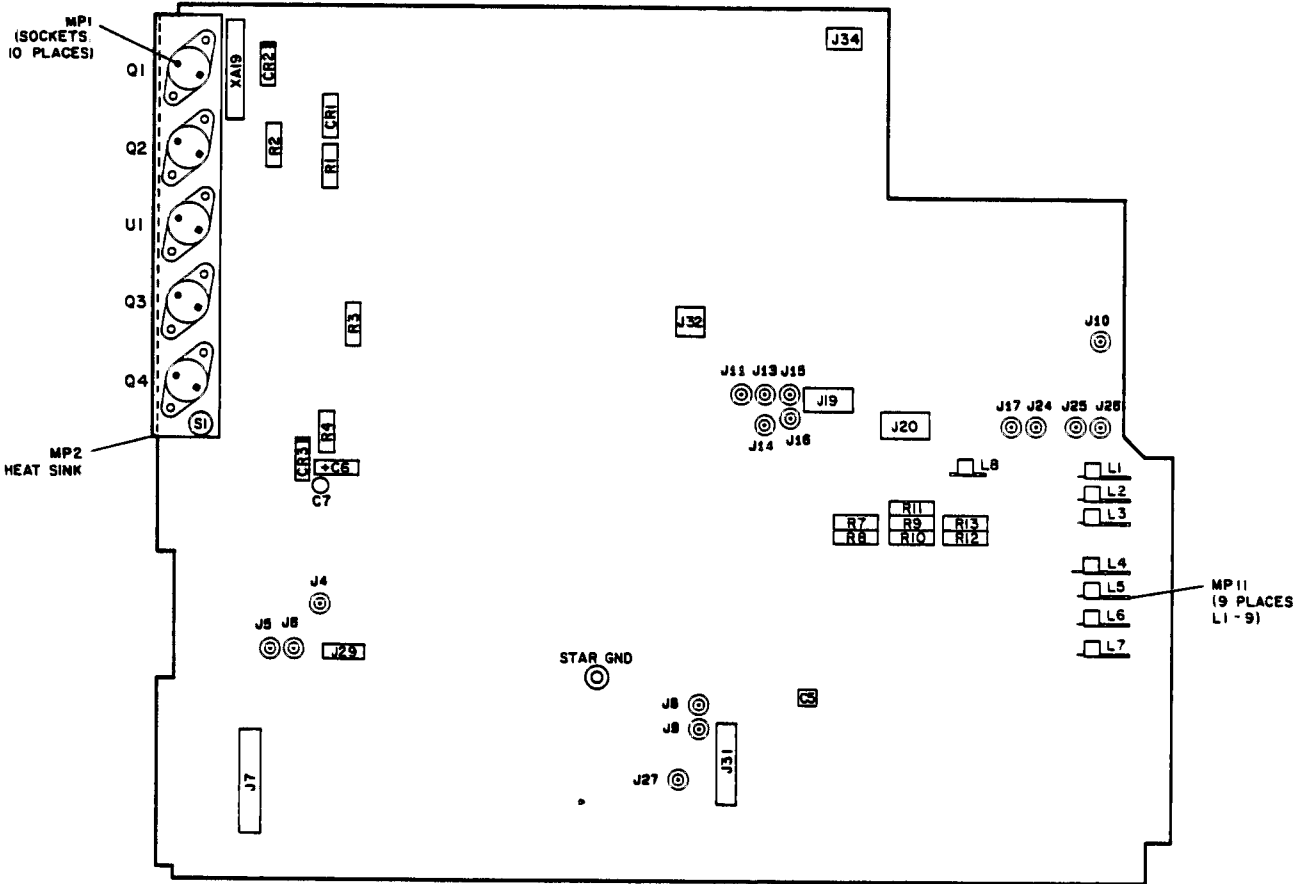 MP1
(SOCKETS
10 PLACES)
Q1
XA19
CR2
J34
CR1
Q2
R2
R1
U1
Q3
R3
J32
J10
Q4
J11 J13 J15
J19
S1
R4
J14
J16
J20
J17 J24 J25 J26
MP2
HEAT SINK
CR3
+C6
C7
L8
L1
L2
L3
R11
R7 R9 R13
R8 R10 R12
L4
L5
L6
L7
MP11
(9 PLACES
L1-9)
J4
J5 J6
J29
STAR GND
J8
J9
C5
J7
J31
J27